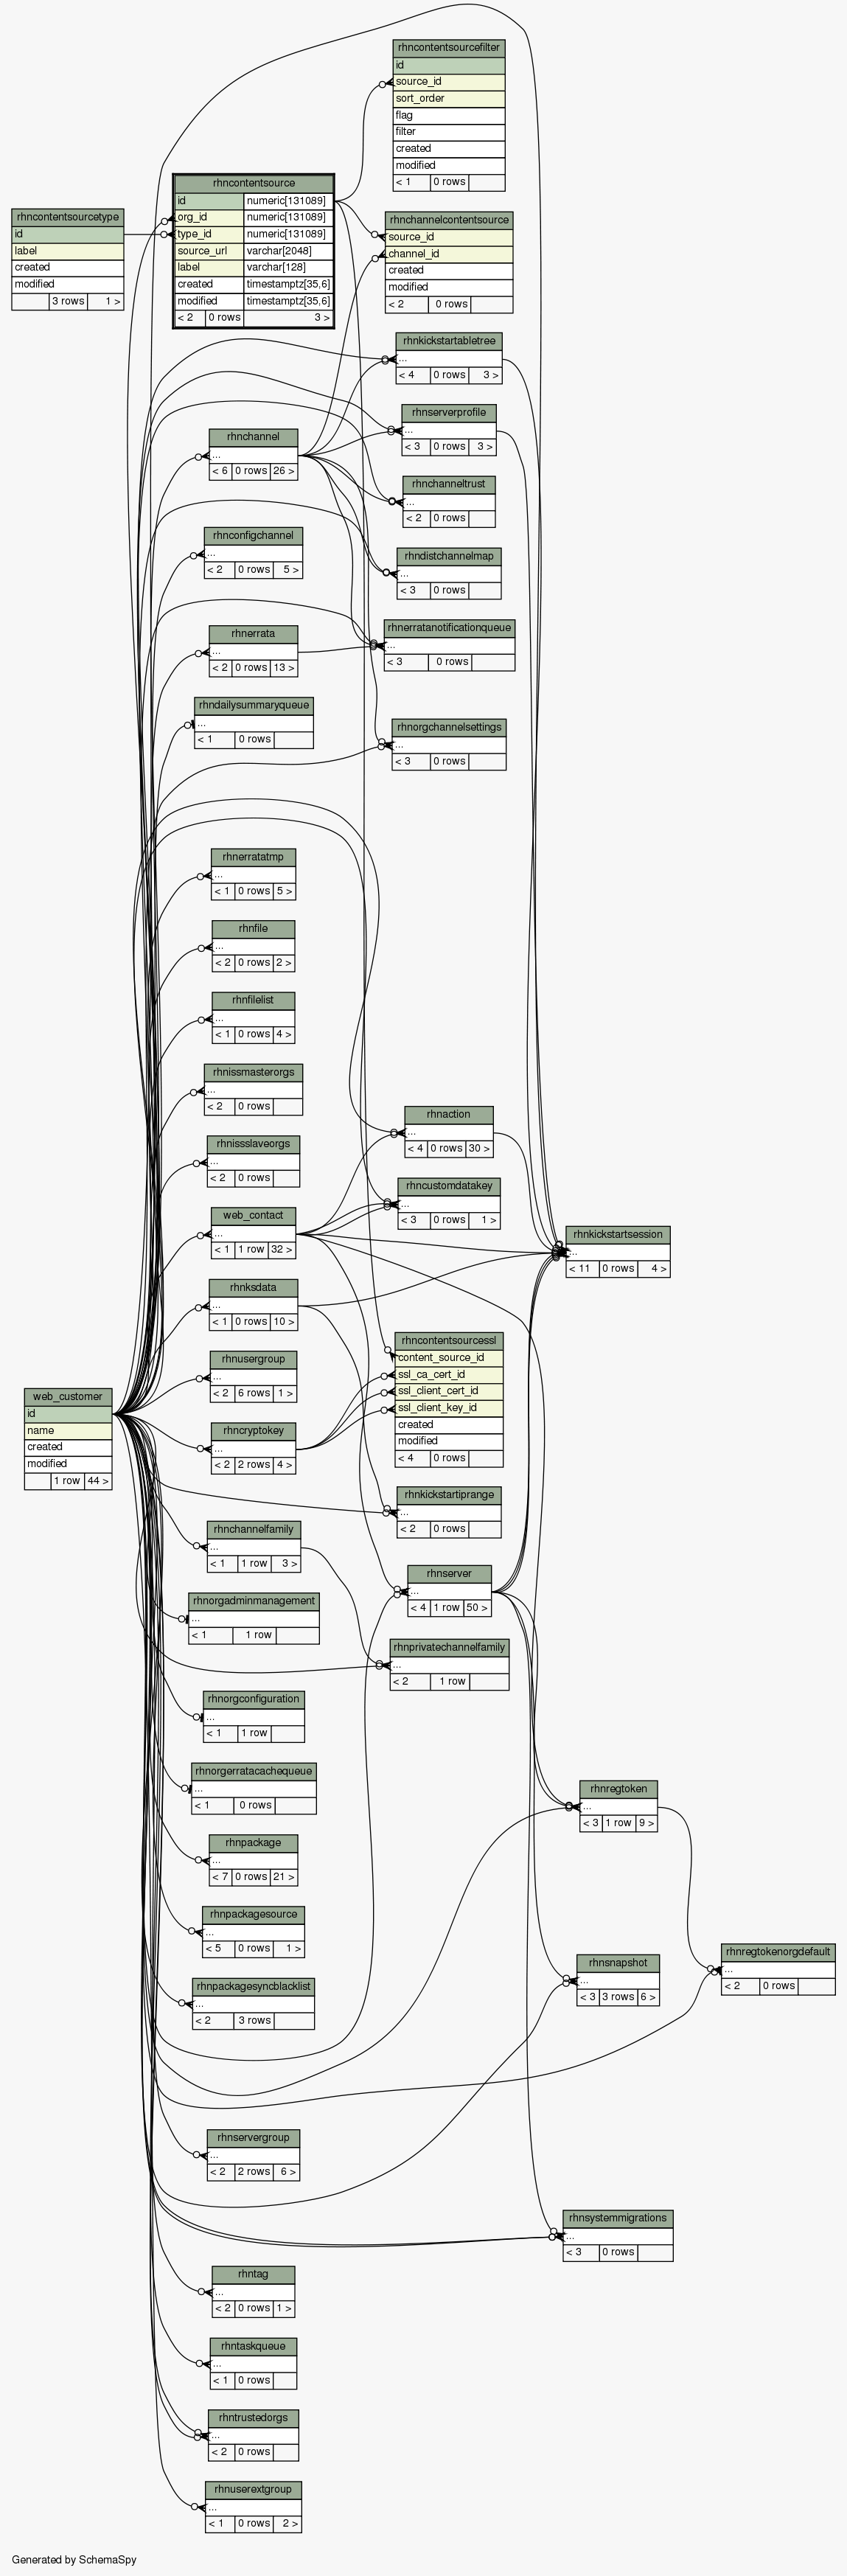 rhncontentsourcefilter
id
source_id
sort_order
flag
filter
created
modified
< 1 0 rows
rhncontentsource
id numeric[131089]
org_id numeric[131089]
type_id numeric[131089]
source_url varchar[2048]
label varchar[128]
created timestamptz[35,6]
modified timestamptz[35,6]
< 2 0 rows 3 >
rhncontentsourcetype
id
label
created
modified
3 rows 1 >
rhnchannelcontentsource
source_id
channel_id
created
modified
< 2 0 rows
rhnkickstartabletree
...
< 4 0 rows 3 >
rhnserverprofile
...
< 3 0 rows 3 >
rhnchannel
...
< 6 0 rows 26 >
rhnchanneltrust
...
< 2 0 rows
rhnconfigchannel
...
< 2 0 rows 5 >
rhndistchannelmap
...
< 3 0 rows
rhnerratanotificationqueue
...
< 3 0 rows
rhnerrata
...
< 2 0 rows 13 >
rhndailysummaryqueue
...
< 1 0 rows
rhnorgchannelsettings
...
< 3 0 rows
rhnerratatmp
...
< 1 0 rows 5 >
rhnfile
...
< 2 0 rows 2 >
rhnfilelist
...
< 1 0 rows 4 >
rhnissmasterorgs
...
< 2 0 rows
rhnaction
...
< 4 0 rows 30 >
rhnissslaveorgs
...
< 2 0 rows
rhncustomdatakey
...
< 3 0 rows 1 >
web_contact
...
< 1 1 row 32 >
rhnkickstartsession
...
< 11 0 rows 4 >
rhnksdata
...
< 1 0 rows 10 >
rhncontentsourcessl
content_source_id
ssl_ca_cert_id
ssl_client_cert_id
ssl_client_key_id
created
modified
< 4 0 rows
rhnusergroup
...
< 2 6 rows 1 >
web_customer
id
name
created
modified
1 row 44 >
rhncryptokey
...
< 2 2 rows 4 >
rhnkickstartiprange
...
< 2 0 rows
rhnchannelfamily
...
< 1 1 row 3 >
rhnserver
...
< 4 1 row 50 >
rhnorgadminmanagement
...
< 1 1 row
rhnprivatechannelfamily
...
< 2 1 row
rhnorgconfiguration
...
< 1 1 row
rhnorgerratacachequeue
...
< 1 0 rows
rhnregtoken
...
< 3 1 row 9 >
rhnpackage
...
< 7 0 rows 21 >
rhnpackagesource
...
< 5 0 rows 1 >
rhnregtokenorgdefault
...
< 2 0 rows
rhnsnapshot
...
< 3 3 rows 6 >
rhnpackagesyncblacklist
...
< 2 3 rows
rhnservergroup
...
< 2 2 rows 6 >
rhnsystemmigrations
...
< 3 0 rows
rhntag
...
< 2 0 rows 1 >
rhntaskqueue
...
< 1 0 rows
rhntrustedorgs
...
< 2 0 rows
rhnuserextgroup
...
< 1 0 rows 2 >
Generated by SchemaSpy